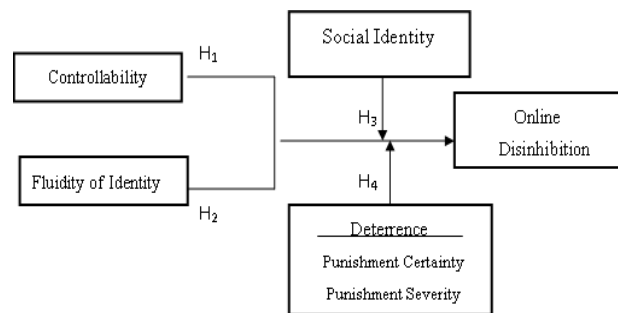 Social Identity
H1
Controllability
H3
Online
Disinhibition
Fluidity of Identity
H4
H2
Deterrence
Punishment Certainty
Punishment Severity